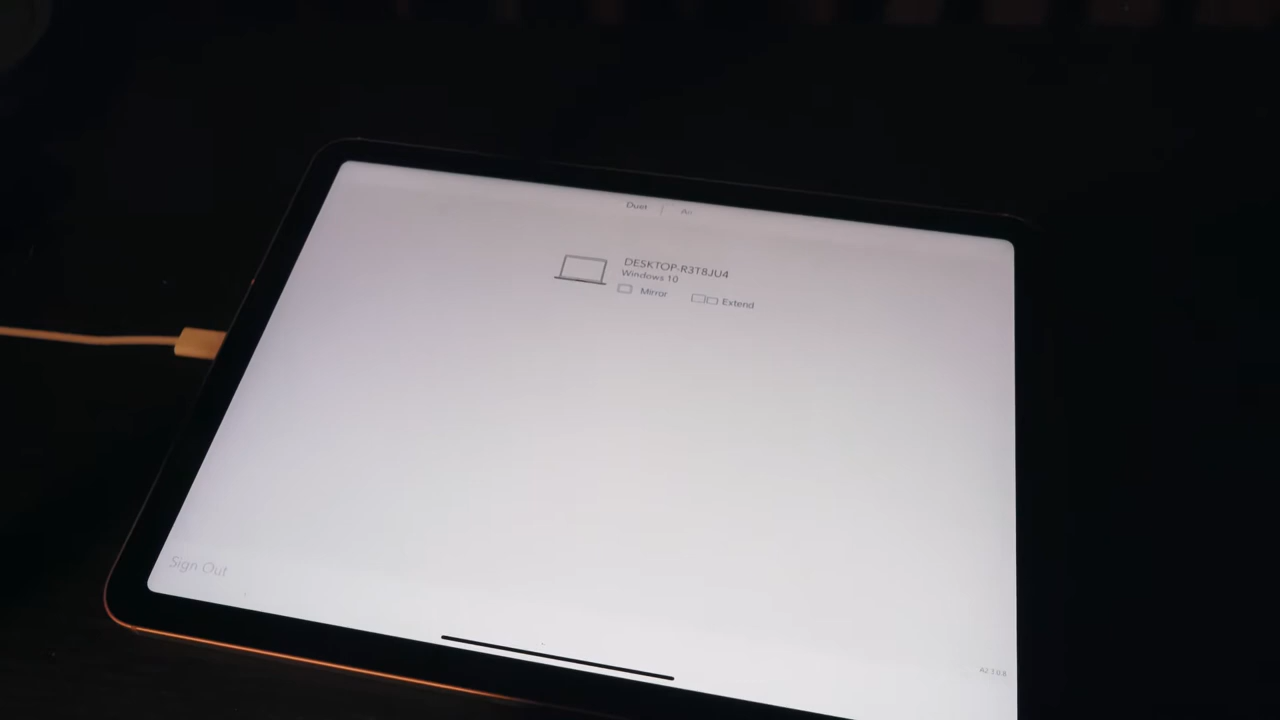 Duet | Air
DESKTOP-R3T8JU4
Windows 10
Mirror Extend
Sign Out